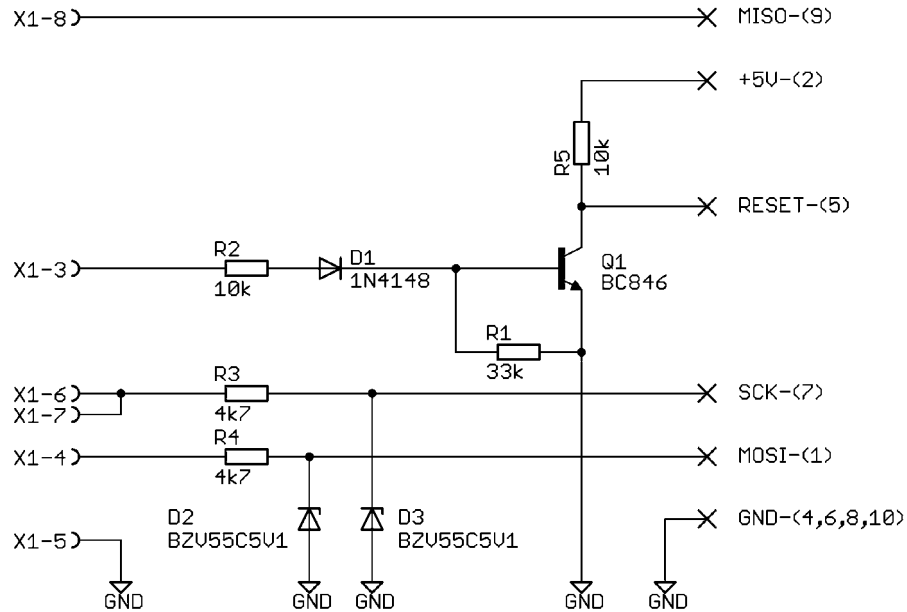 X1-8
MISO-(9)
+5V-(2)
R5
10k
RESET-(5)
R2
D1
X1-3
10k
1N4148
Q1
BC846
R1
33k
X1-6
R3
SCK-(7)
X1-7
4k7
R4
X1-4
4k7
MOSI-(1)
D2
BZV55C5V1
D3
BZV55C5V1
GND-(4,6,8,10)
X1-5
GND
GND
GND
GND
GND